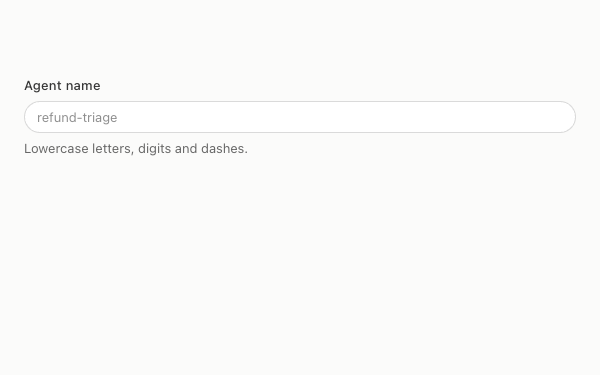 Agent name
refund-triage
Lowercase letters, digits and dashes.